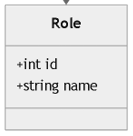 Role
+int id
+string name